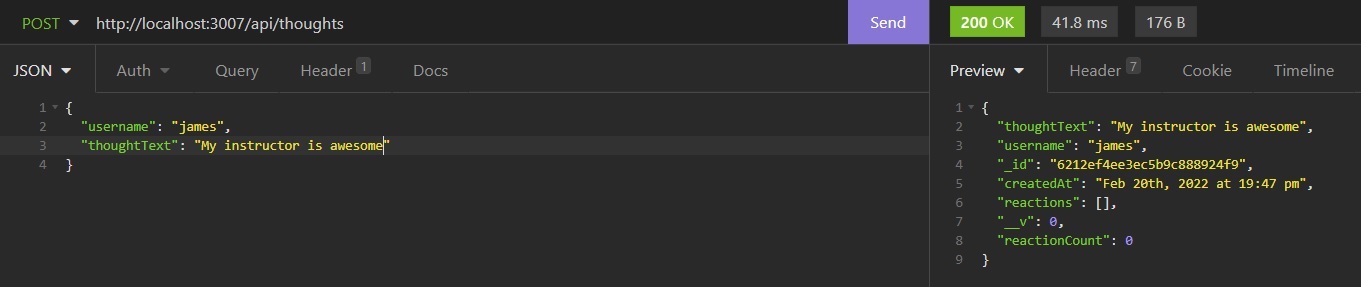 POST http://localhost:3007/api/thoughts Send 200 OK 41.8 ms 176 B
JSON Auth Query Header 1 Docs Preview Header 7 Cookie Timeline
1 {
2 "username": "james",
3 "thoughtText": "My instructor is awesome"
4 }
1 {
2 "thoughtText": "My instructor is awesome",
3 "username": "james",
4 "_id": "6212ef4ee3ec5b9c888924f9",
5 "createdAt": "Feb 20th, 2022 at 19:47 pm",
6 "reactions": [],
7 "__v": 0,
8 "reactionCount": 0
9 }